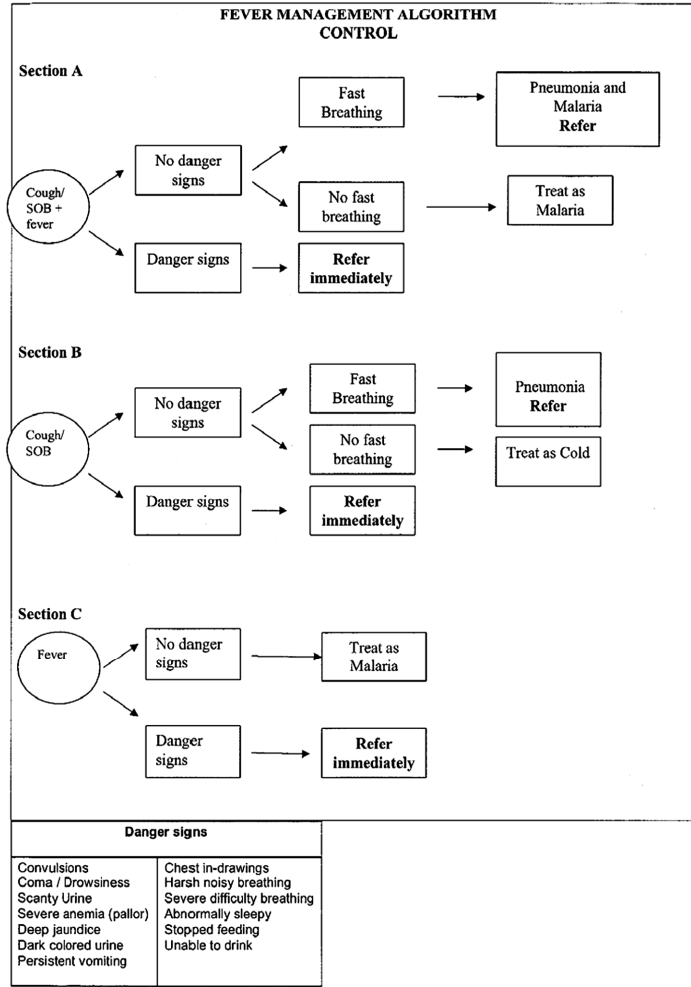 FEVER MANAGEMENT ALGORITHM
CONTROL
Section A
Cough/
SOB +
fever
No danger
signs
Fast
Breathing
Pneumonia and
Malaria
Refer
No fast
breathing
Treat as
Malaria
Danger signs
Refer
immediately
Section B
Cough/
SOB
No danger
signs
Fast
Breathing
Pneumonia
Refer
No fast
breathing
Treat as Cold
Danger signs
Refer
immediately
Section C
Fever
No danger
signs
Treat as
Malaria
Danger
signs
Refer
immediately
Danger signs
Convulsions
Coma / Drowsiness
Scanty Urine
Severe anemia (pallor)
Deep jaundice
Dark colored urine
Persistent vomiting
Chest in-drawings
Harsh noisy breathing
Severe difficulty breathing
Abnormally sleepy
Stopped feeding
Unable to drink